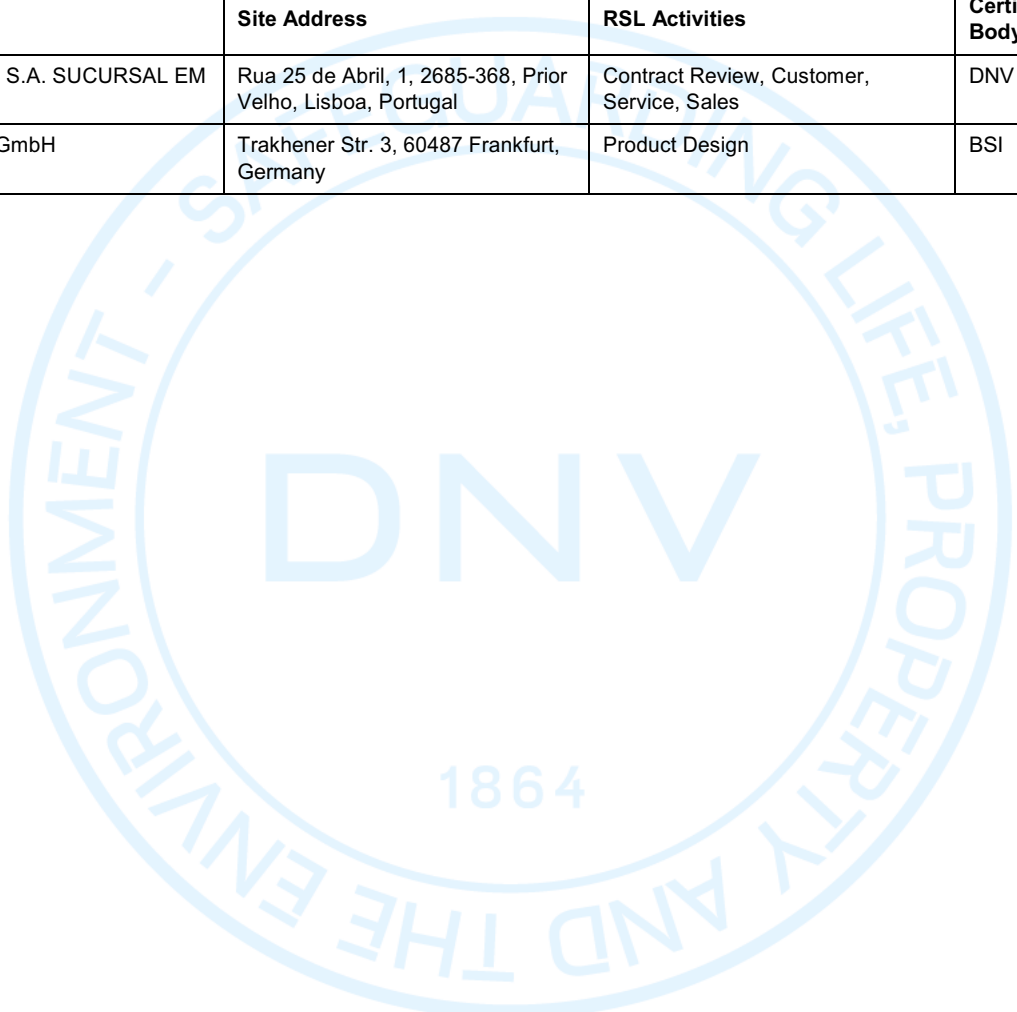 Site Address
RSL Activities
Certi
Body
S.A. SUCURSAL EM
Rua 25 de Abril, 1, 2685-368, Prior
Velho, Lisboa, Portugal
Contract Review, Customer,
Service, Sales
DNV
GmbH
Trakhener Str. 3, 60487 Frankfurt,
Germany
Product Design
BSI
SAFEGUARDING LIFE, PROPERTY AND THE ENVIRONMENT -
DNV
1864